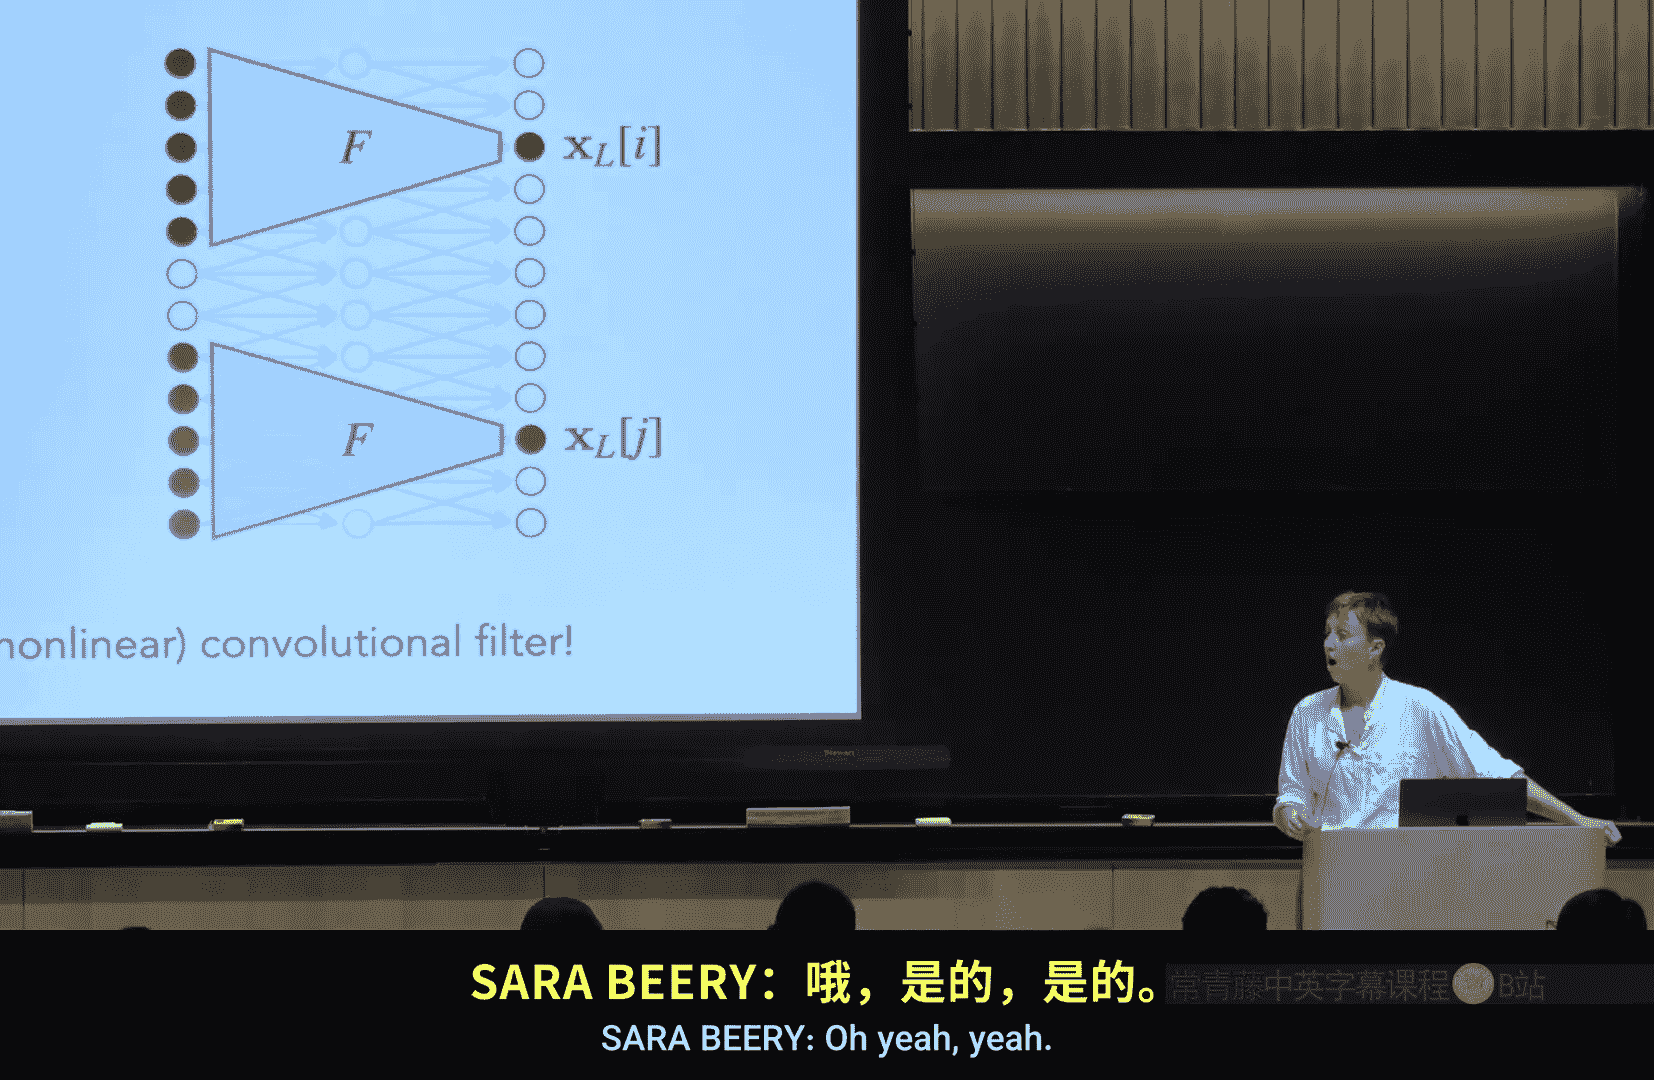 F
x_L[i]
F
x_L[j]
nonlinear) convolutional filter!
Stewart
SARA BEERY：哦，是的，是的。
常青藤中英字幕课程 B站
SARA BEERY: Oh yeah, yeah.